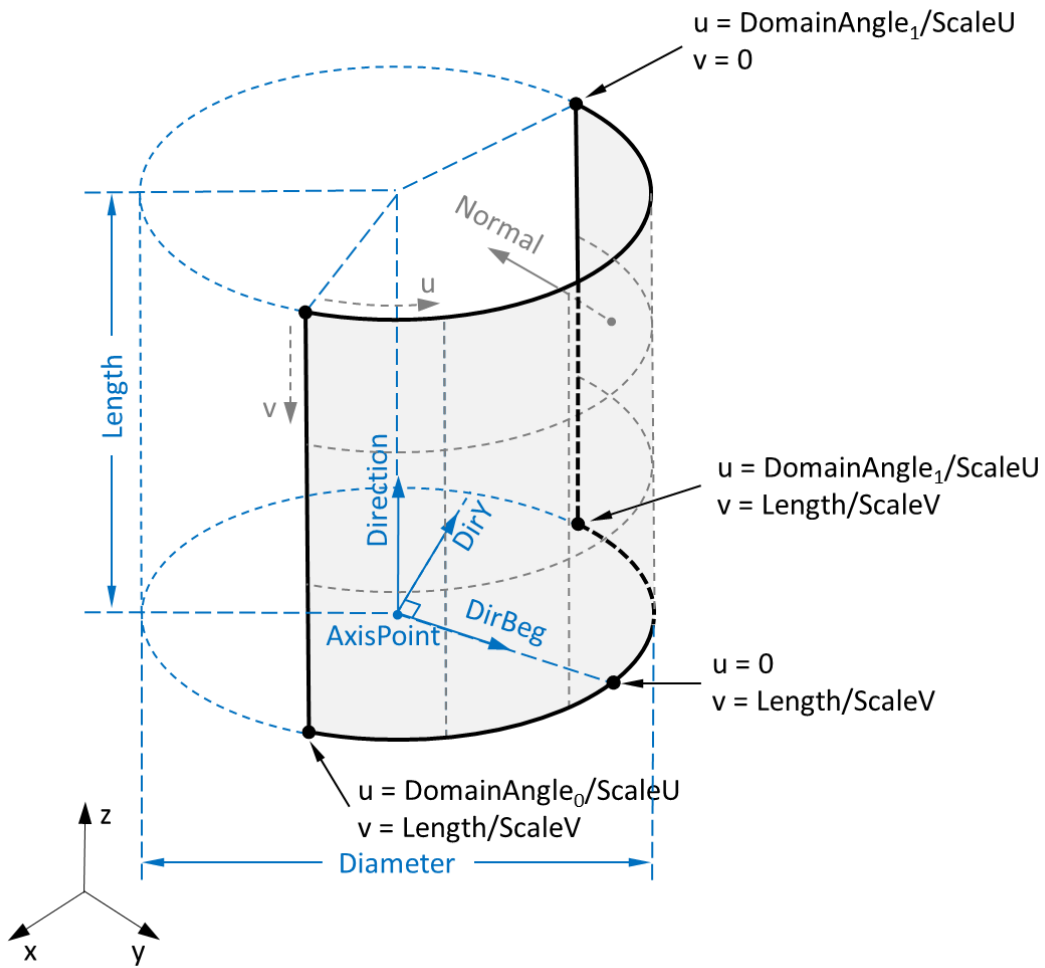 u = DomainAngle₁/ScaleU
v = 0
Normal
u
Length
v
Direction
DirY
u = DomainAngle₁/ScaleU
v = Length/ScaleV
DirBeg
AxisPoint
u = 0
v = Length/ScaleV
u = DomainAngle₀/ScaleU
v = Length/ScaleV
z
Diameter
x
y